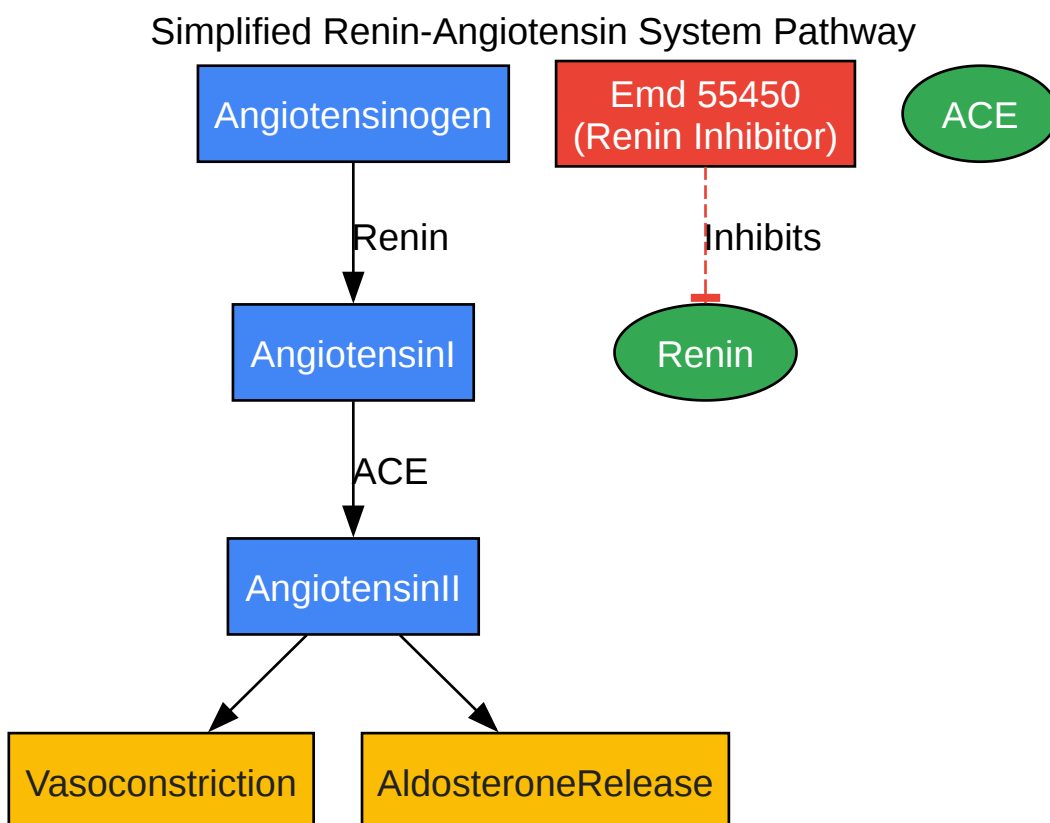 Simplified Renin-Angiotensin System Pathway
Angiotensinogen
Emd 55450
(Renin Inhibitor)
ACE
Renin
Inhibits
AngiotensinI
Renin
ACE
AngiotensinII
Vasoconstriction
AldosteroneRelease